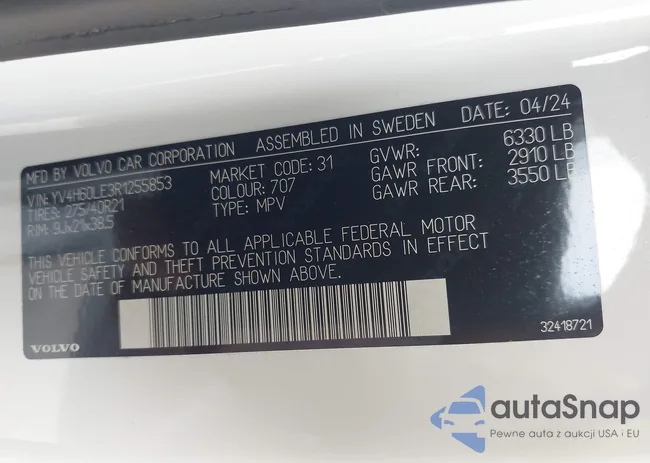 MFD BY VOLVO CAR CORPORATION ASSEMBLED IN SWEDEN DATE: 04/24
VIN: YV4H60LE3R1255853 MARKET CODE: 31 GVWR: 6330 LB
TIRES: 275/40R21 COLOUR: 707 GAWR FRONT: 2910 LB
RIM: 9Jx21x38.5 TYPE: MPV GAWR REAR: 3550 LB
THIS VEHICLE CONFORMS TO ALL APPLICABLE FEDERAL MOTOR
VEHICLE SAFETY AND THEFT PREVENTION STANDARDS IN EFFECT
ON THE DATE OF MANUFACTURE SHOWN ABOVE.
VOLVO 32418721
autaSnap
Pewne auta z aukcji USA i EU